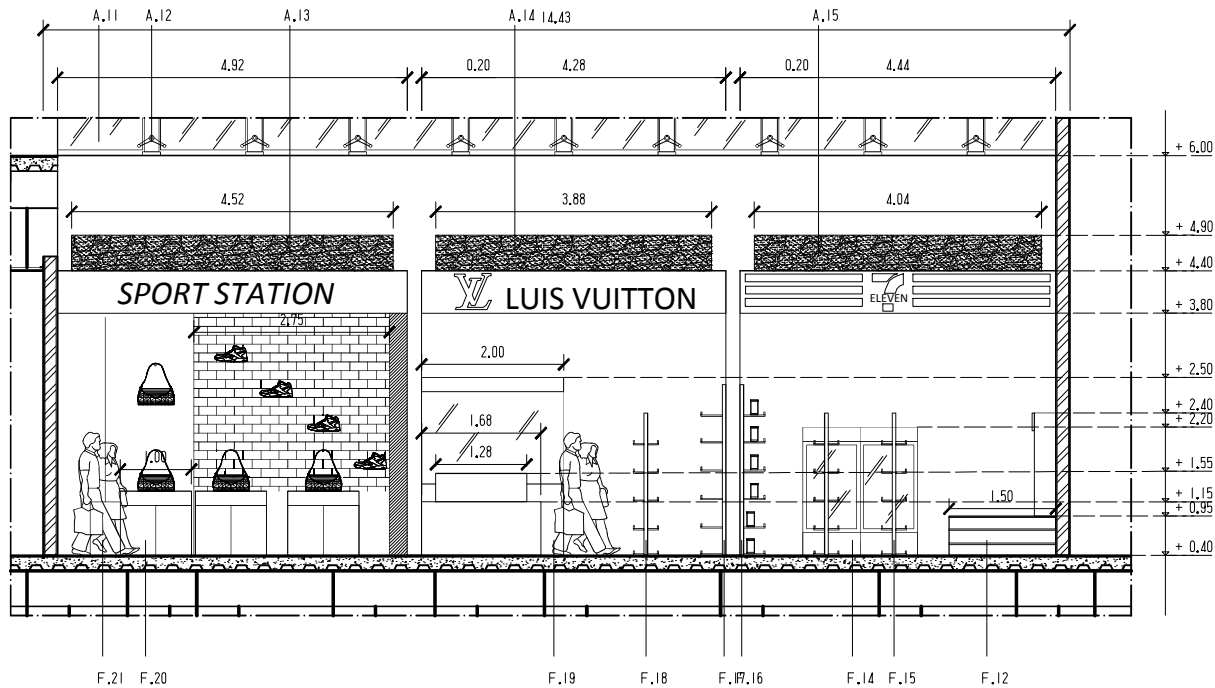 A.11 A.12 A.13 A.14 14.43 A.15
4.92 0.20 4.28 0.20 4.44
+ 6.00
4.52 3.88 4.04
+ 4.90
+ 4.40
SPORT STATION
LV LUIS VUITTON
7 ELEVEN
+ 3.80
2.75
2.00
+ 2.50
+ 2.40
+ 2.20
1.68
1.28
.00
+ 1.55
+ 1.15
1.50
+ 0.95
+ 0.40
F.21 F.20 F.19 F.18 F.17 F.16 F.14 F.15 F.12